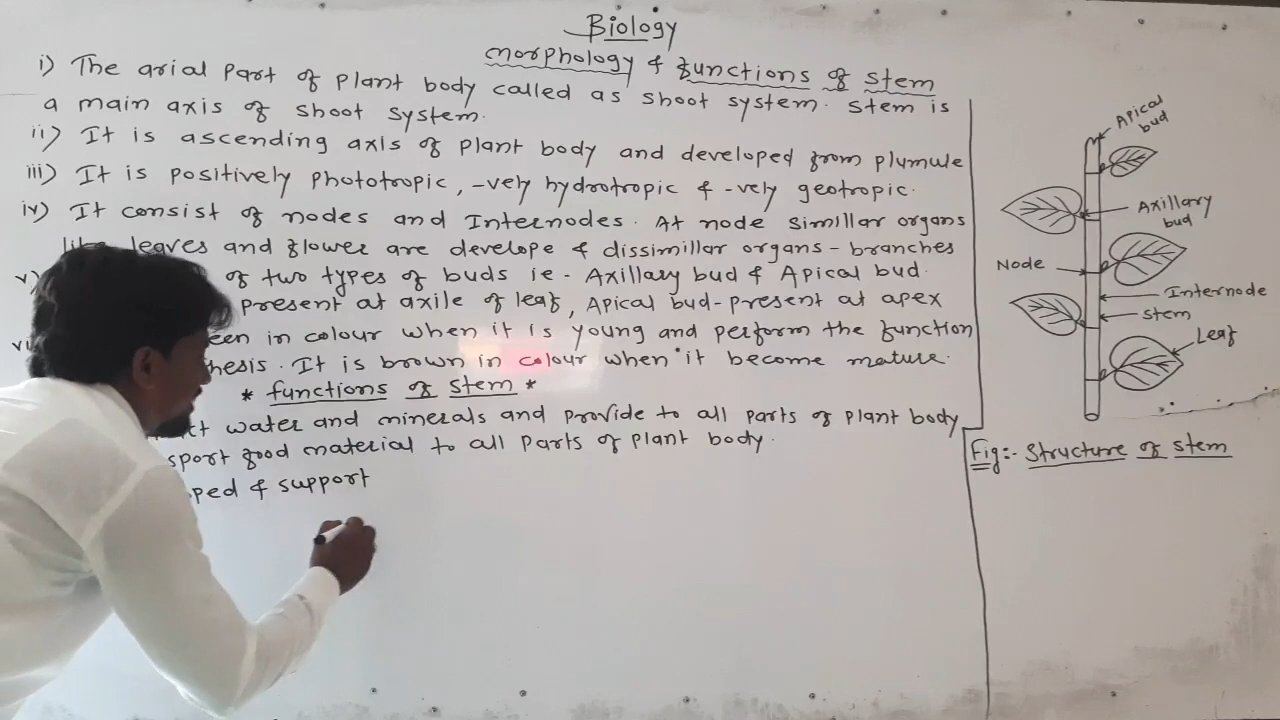 Biology
morphology & functions of stem
i) The arial part of plant body called as shoot system. stem is
a main axis of shoot system.
ii) It is ascending axis of plant body and developed from plumule
iii) It is positively phototropic, -vely hydrotropic & -vely geotropic.
iv) It consist of nodes and Internodes. At node simillar organs
leaves and flower are develope & dissimillar organs - branches
v) of two types of buds ie - Axillary bud & Apical bud.
present at axile of leaf, Apical bud-present at apex
in colour when it is young and perform the function
It is brown in colour when it become mature.
* functions of stem *
water and minerals and provide to all parts of plant body
food material to all parts of plant body.
& support
Apical
bud
Axillary
bud
Node
Internode
stem
Leaf
Fig:- Structure of stem